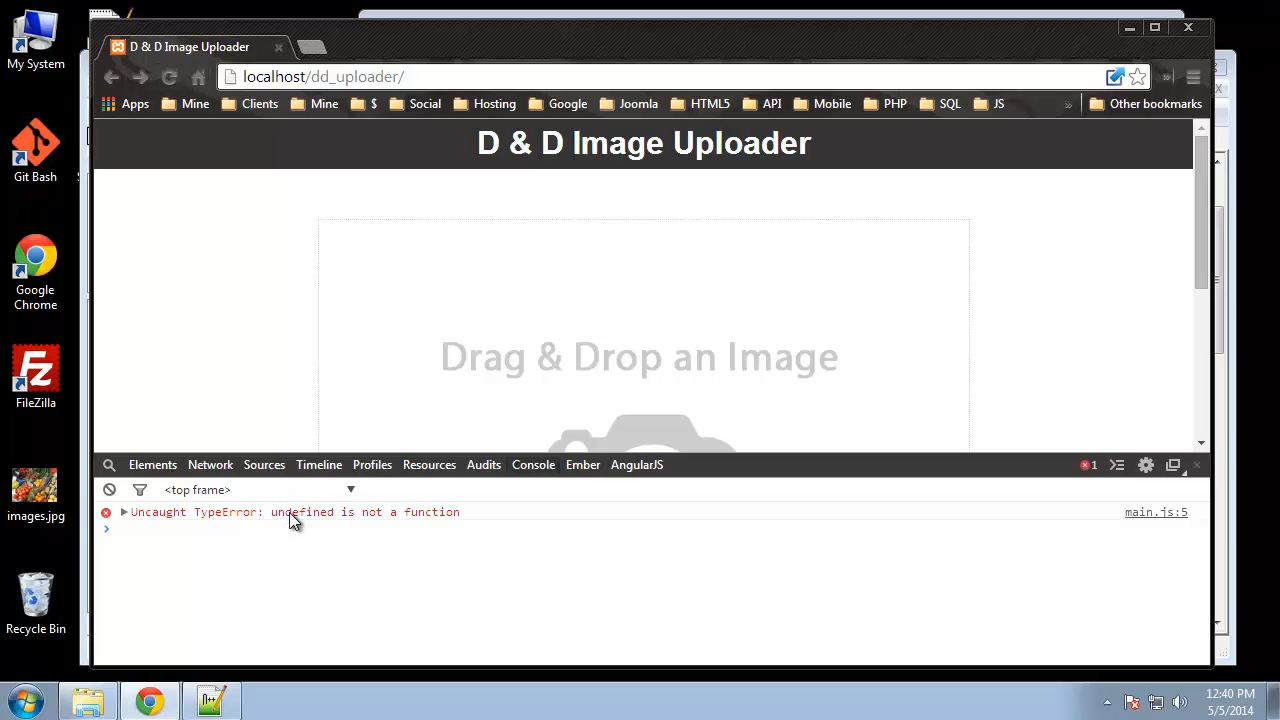 My System
Git Bash
Google
Chrome
FileZilla
images.jpg
Recycle Bin
D & D Image Uploader
localhost/dd_uploader/
Apps Mine Clients Mine $ Social Hosting Google Joomla HTML5 API Mobile PHP SQL JS » Other bookmarks
D & D Image Uploader
Drag & Drop an Image
Elements Network Sources Timeline Profiles Resources Audits Console Ember AngularJS 1
<top frame>
Uncaught TypeError: undefined is not a function main.js:5
12:40 PM
5/5/2014